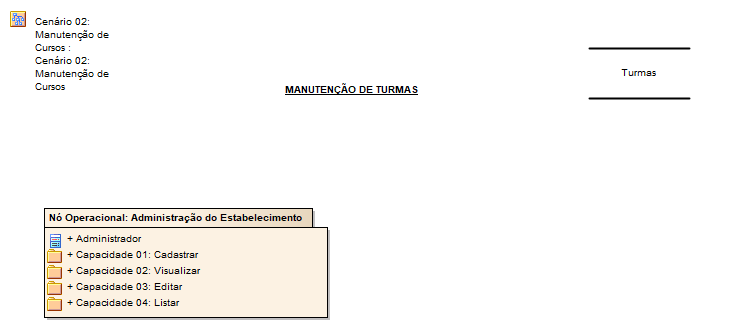 Cenário 02:
Manutenção de
Cursos :
Cenário 02:
Manutenção de
Cursos
MANUTENÇÃO DE TURMAS
Turmas
Nó Operacional: Administração do Estabelecimento
+ Administrador
+ Capacidade 01: Cadastrar
+ Capacidade 02: Visualizar
+ Capacidade 03: Editar
+ Capacidade 04: Listar